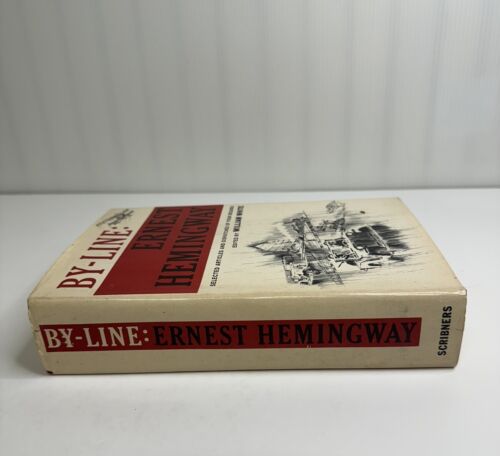 BY-LINE:
ERNEST
HEMINGWAY
SELECTED ARTICLES AND DISPATCHES OF FOUR DECADES
EDITED BY WILLIAM WHITE
BY-LINE: ERNEST HEMINGWAY
SCRIBNERS